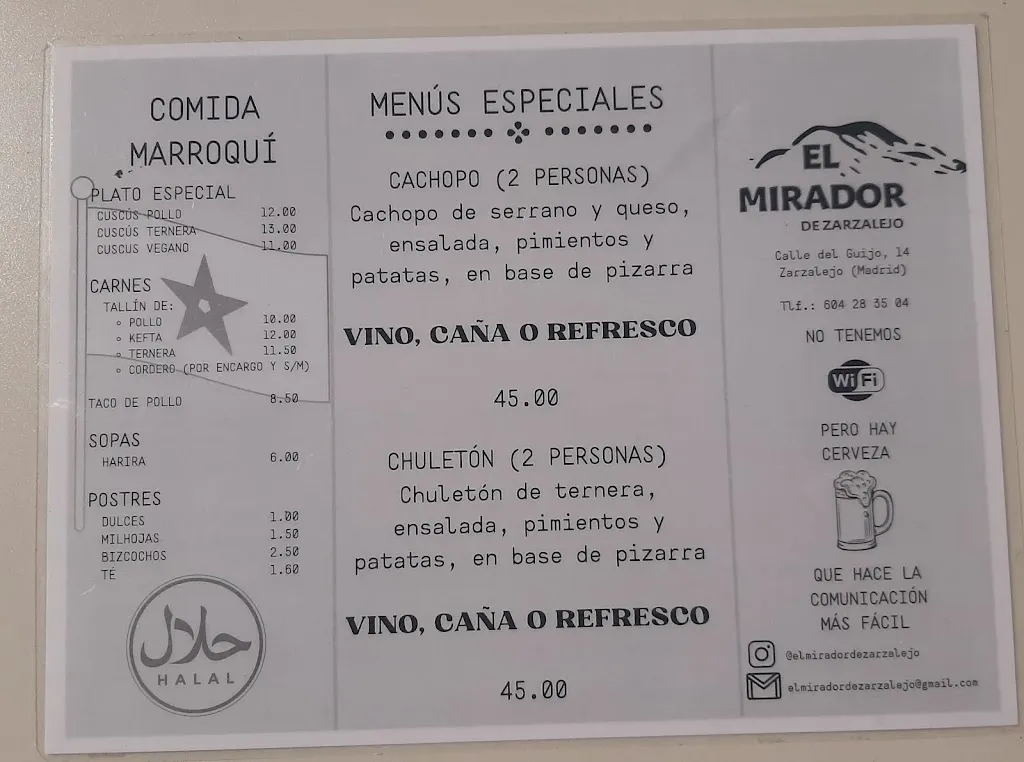 COMIDA
MARROQUÍ
PLATO ESPECIAL
CUSCÚS POLLO 12.00
CUSCÚS TERNERA 13.00
CUSCUS VEGANO 11.00
CARNES
TALLÍN DE:
POLLO 10.00
KEFTA 12.00
TERNERA 11.50
CORDERO (POR ENCARGO Y S/M)
TACO DE POLLO 8.50
SOPAS
HARIRA 6.00
POSTRES
DULCES 1.00
MILHOJAS 1.50
BIZCOCHOS 2.50
TÉ 1.60
حلال
HALAL
MENÚS ESPECIALES
CACHOPO (2 PERSONAS)
Cachopo de serrano y queso,
ensalada, pimientos y
patatas, en base de pizarra
VINO, CAÑA O REFRESCO
45.00
CHULETÓN (2 PERSONAS)
Chuletón de ternera,
ensalada, pimientos y
patatas, en base de pizarra
VINO, CAÑA O REFRESCO
45.00
EL
MIRADOR
DE ZARZALEJO
Calle del Guijo, 14
Zarzalejo (Madrid)
Tlf.: 604 28 35 04
NO TENEMOS
WiFi
PERO HAY
CERVEZA
QUE HACE LA
COMUNICACIÓN
MÁS FÁCIL
@elmiradordezarzalejo
elmiradordezarzalejo@gmail.com